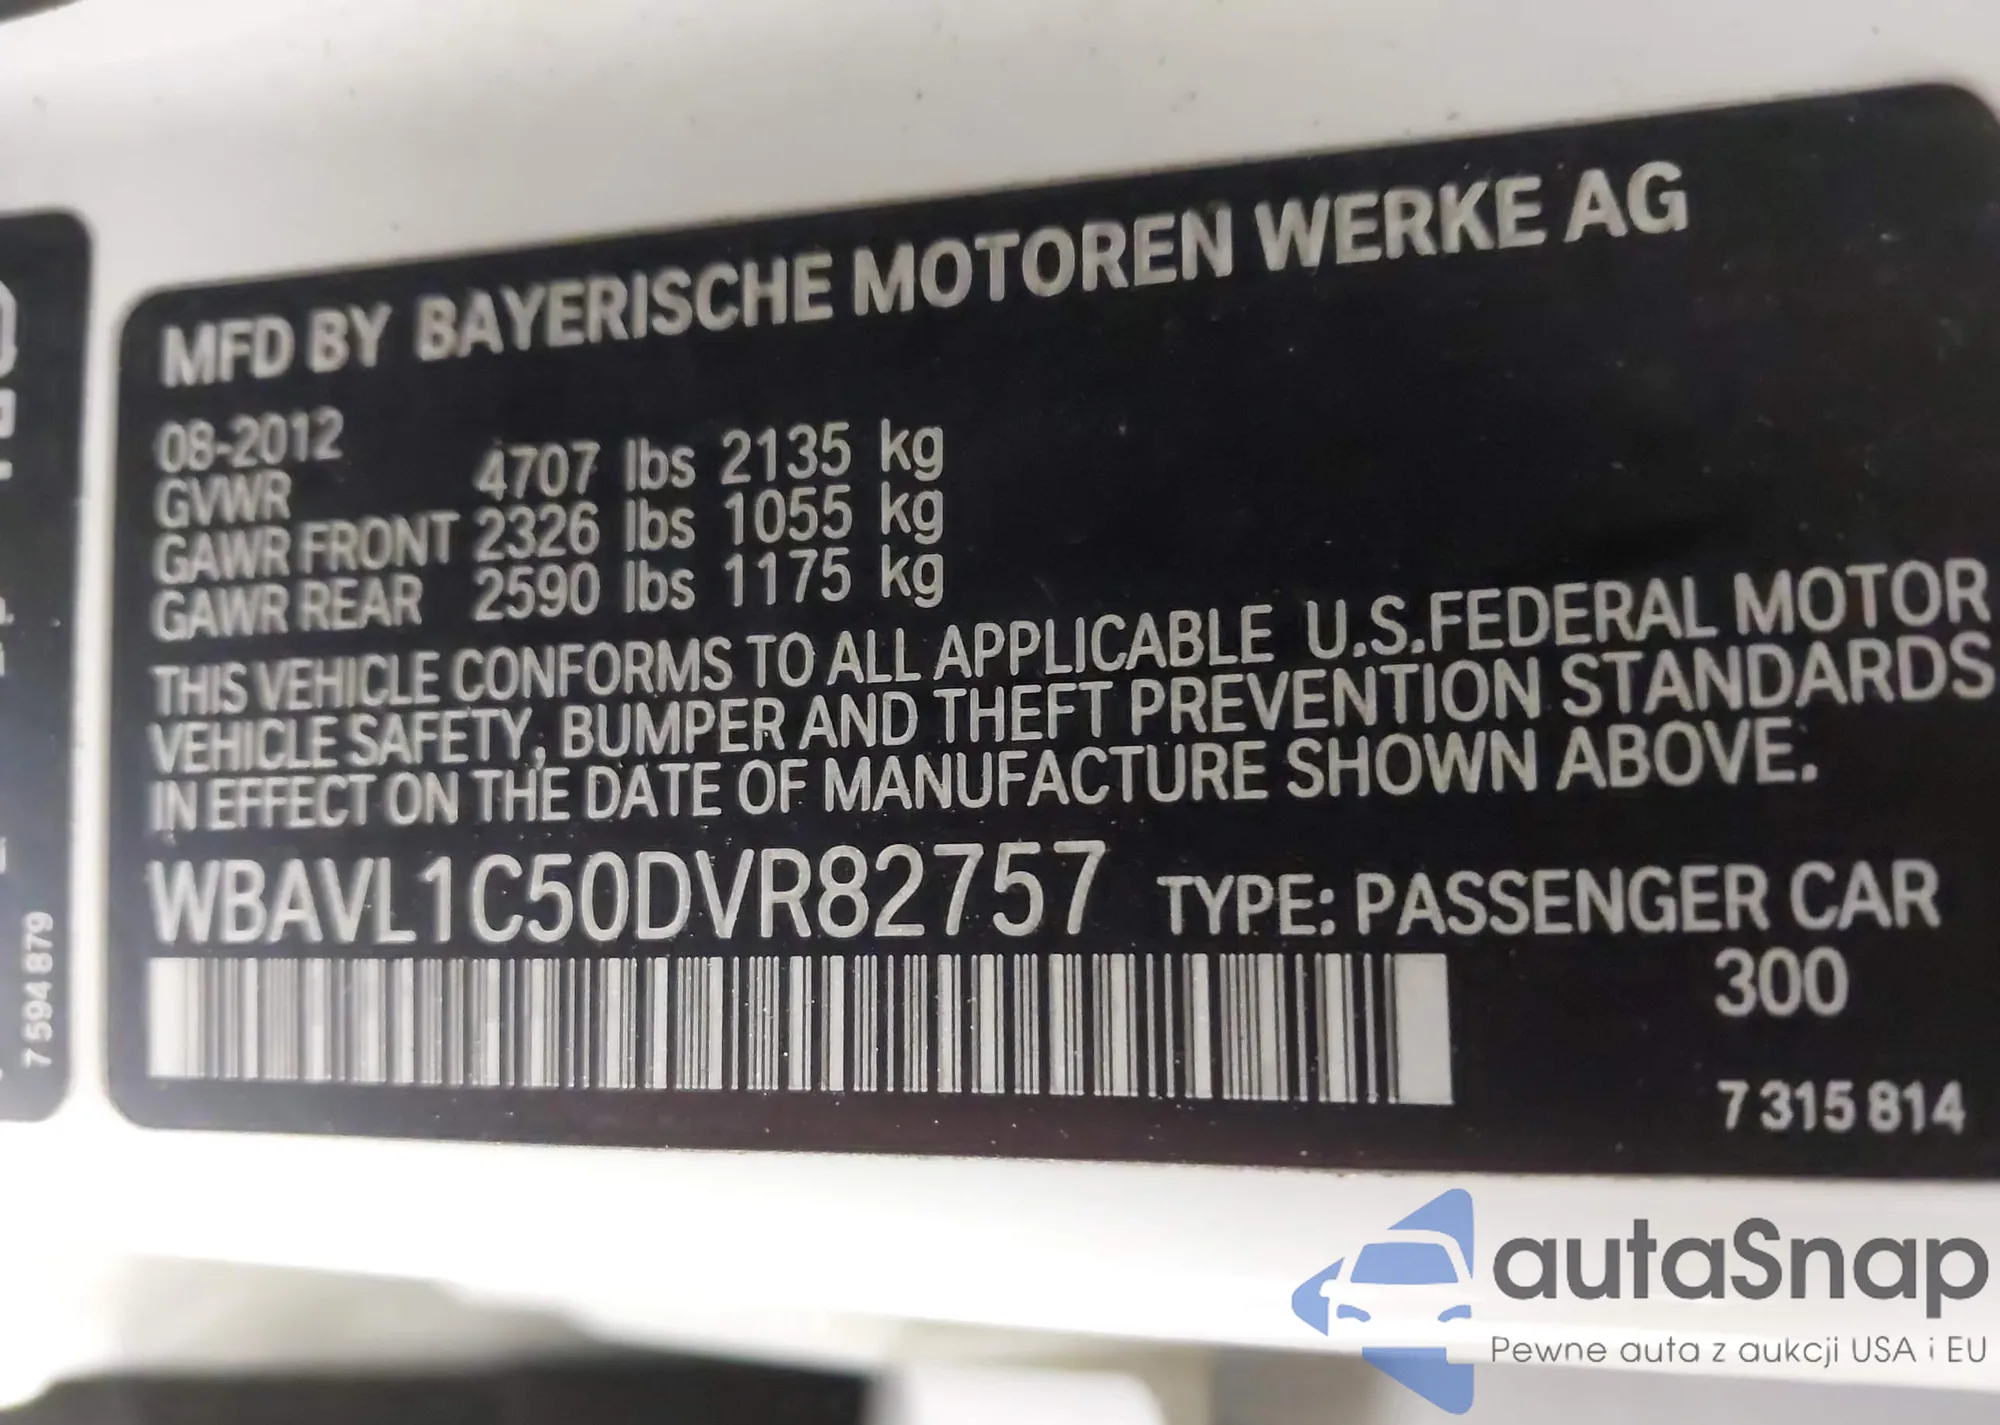 MFD BY BAYERISCHE MOTOREN WERKE AG
08-2012
GVWR 4707 lbs 2135 kg
GAWR FRONT 2326 lbs 1055 kg
GAWR REAR 2590 lbs 1175 kg
THIS VEHICLE CONFORMS TO ALL APPLICABLE U.S.FEDERAL MOTOR
VEHICLE SAFETY, BUMPER AND THEFT PREVENTION STANDARDS
IN EFFECT ON THE DATE OF MANUFACTURE SHOWN ABOVE.
WBAVL1C50DVR82757 TYPE: PASSENGER CAR
300
7 315 814
7 594 879
autaSnap
Pewne auta z aukcji USA i EU